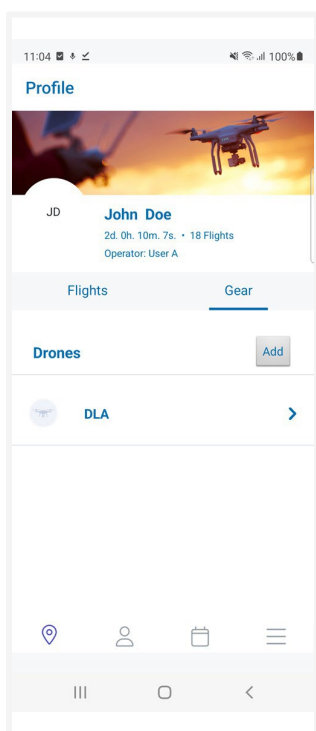 11:04 100%
Profile
JD
John Doe
2d. 0h. 10m. 7s. • 18 Flights
Operator: User A
Flights Gear
Drones Add
DLA